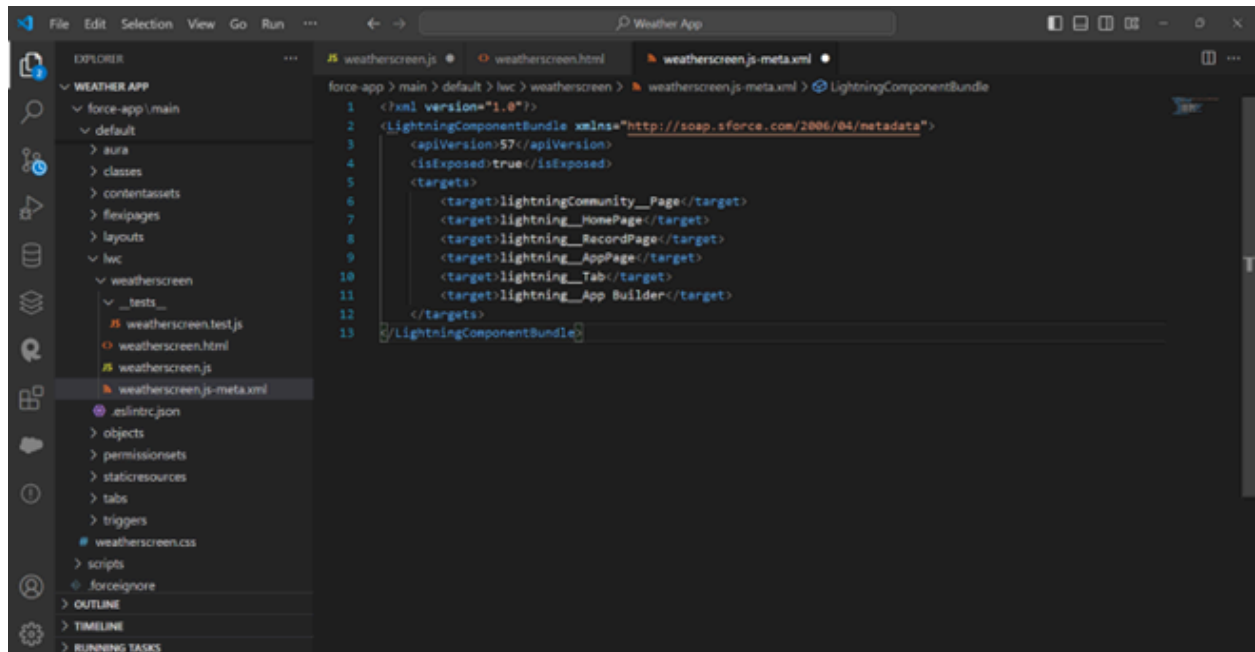 File Edit Selection View Go Run ... Weather App
EXPLORER ...
WEATHER APP
force-app \ main
default
aura
classes
contentassets
flexipages
layouts
lwc
weatherscreen
__tests__
JS weatherscreen.test.js
weatherscreen.html
JS weatherscreen.js
weatherscreen.js-meta.xml
.eslintrc.json
objects
permissionsets
staticresources
tabs
triggers
# weatherscreen.css
scripts
.forceignore
OUTLINE
TIMELINE
RUNNING TASKS
2
JS weatherscreen.js weatherscreen.html weatherscreen.js-meta.xml ...
force-app > main > default > lwc > weatherscreen > weatherscreen.js-meta.xml > LightningComponentBundle
1 <?xml version="1.0"?>
2 <LightningComponentBundle xmlns="http://soap.sforce.com/2006/04/metadata">
3 <apiVersion>57</apiVersion>
4 <isExposed>true</isExposed>
5 <targets>
6 <target>lightningCommunity__Page</target>
7 <target>lightning__HomePage</target>
8 <target>lightning__RecordPage</target>
9 <target>lightning__AppPage</target>
10 <target>lightning__Tab</target>
11 <target>lightning__App Builder</target>
12 </targets>
13 </LightningComponentBundle>